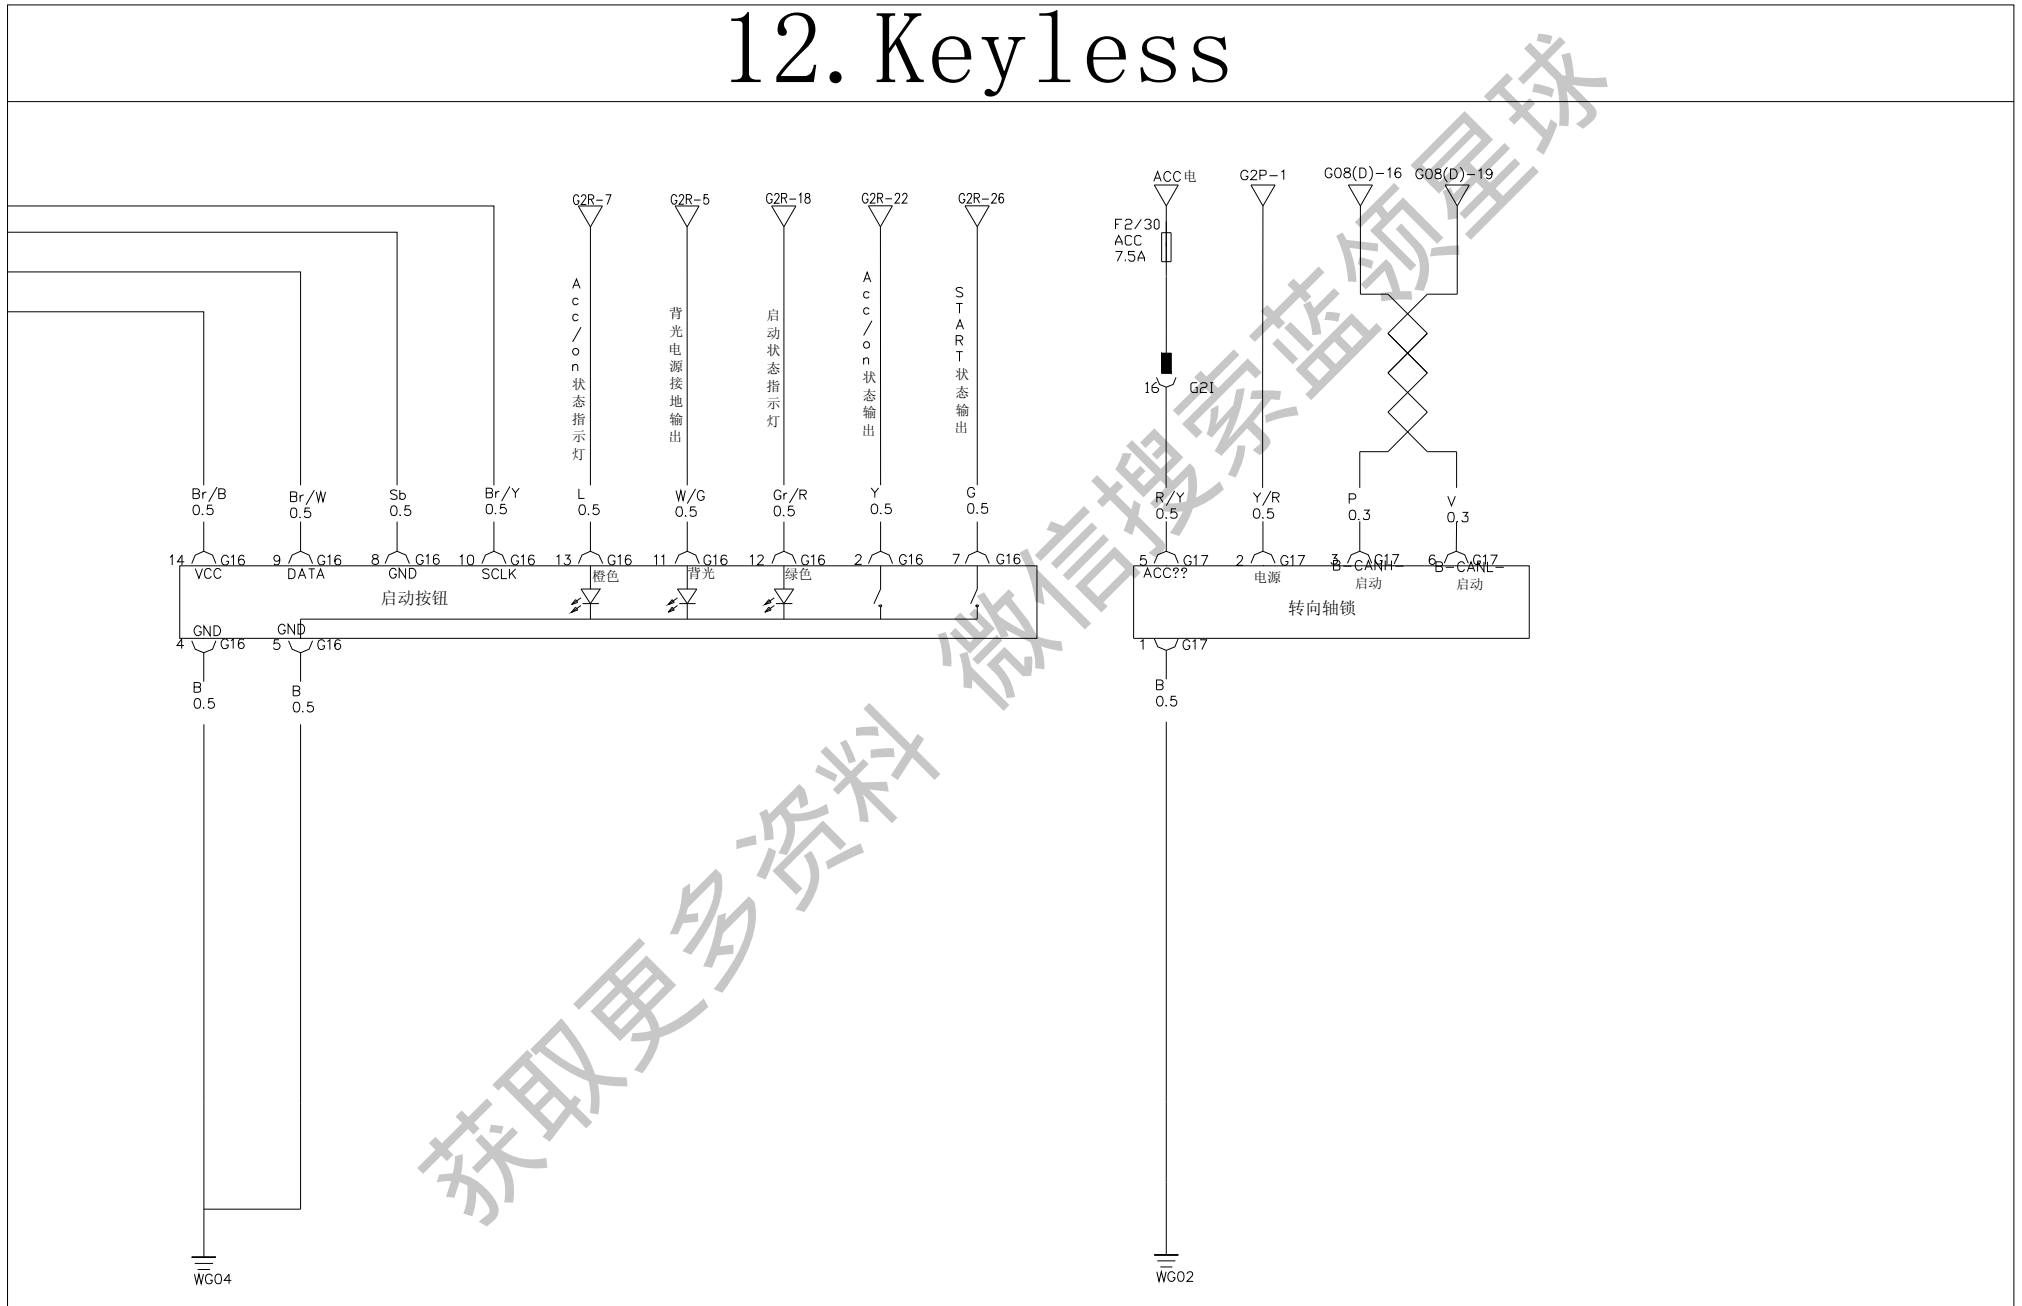 12.Keyless
ACC电
G2P-1
G08(D)-16
G08(D)-19
G2R-7
G2R-5
G2R-18
G2R-22
G2R-26
F2/30
ACC
7.5A
Acc/on状态指示灯
背光电源接地输出
启动状态指示灯
Acc/on状态输出
START状态输出
16
G2I
Br/B
0.5
Br/W
0.5
Sb
0.5
Br/Y
0.5
L
0.5
W/G
0.5
Gr/R
0.5
Y
0.5
G
0.5
R/Y
0.5
Y/R
0.5
P
0.3
V
0.3
14 G16
9 G16
8 G16
10 G16
13 G16
11 G16
12 G16
2 G16
7 G16
5 G17
2 G17
3 G17
6 G17
VCC
DATA
GND
SCLK
橙色
背光
绿色
ACC??
电源
B-CANH-
启动
B-CANL-
启动
启动按钮
转向轴锁
GND
GND
4 G16
5 G16
1 G17
B
0.5
B
0.5
B
0.5
WG04
WG02
获取更多资料 微信搜索蓝领星球